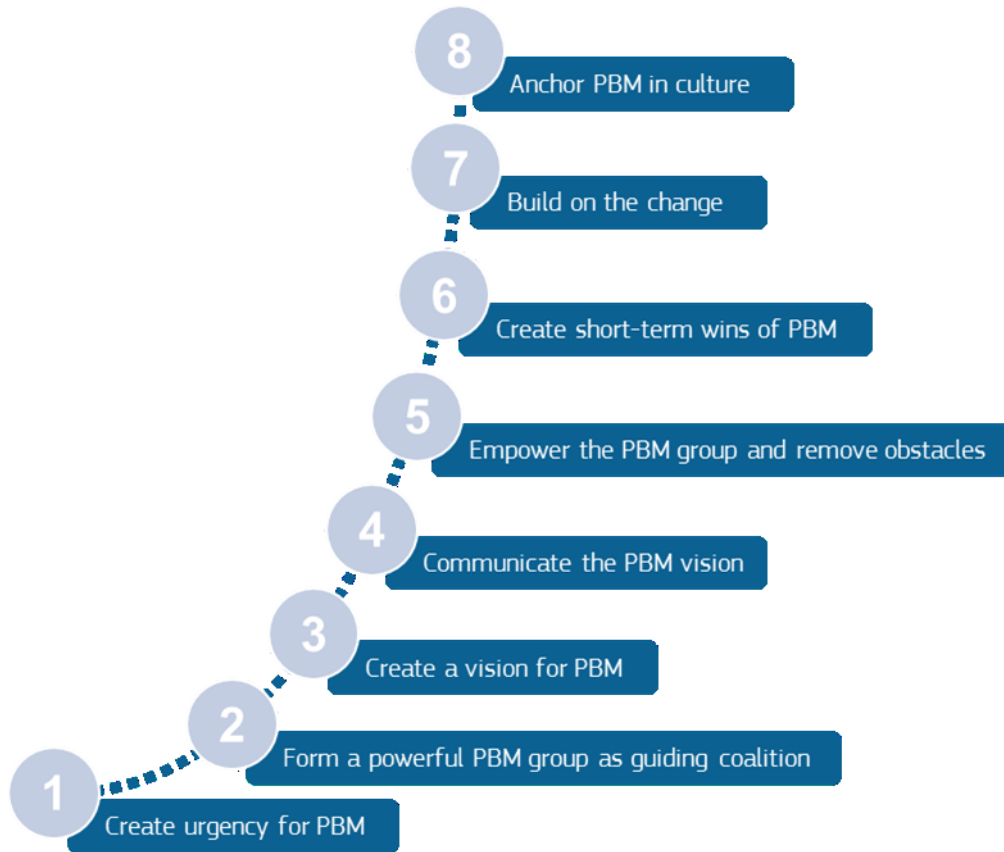 8
Anchor PBM in culture
7
Build on the change
6
Create short-term wins of PBM
5
Empower the PBM group and remove obstacles
4
Communicate the PBM vision
3
Create a vision for PBM
2
Form a powerful PBM group as guiding coalition
1
Create urgency for PBM